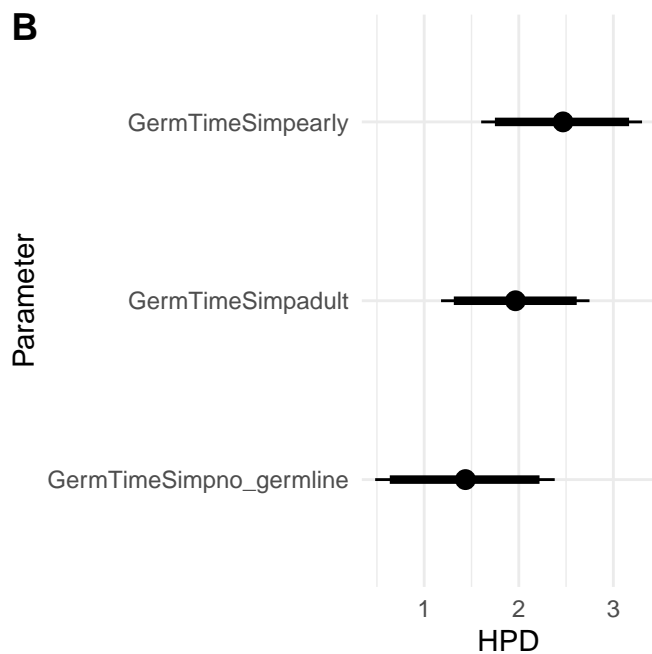 B
GermTimeSimpearly
GermTimeSimpadult
GermTimeSimpno_germline
Parameter
1 2 3
HPD